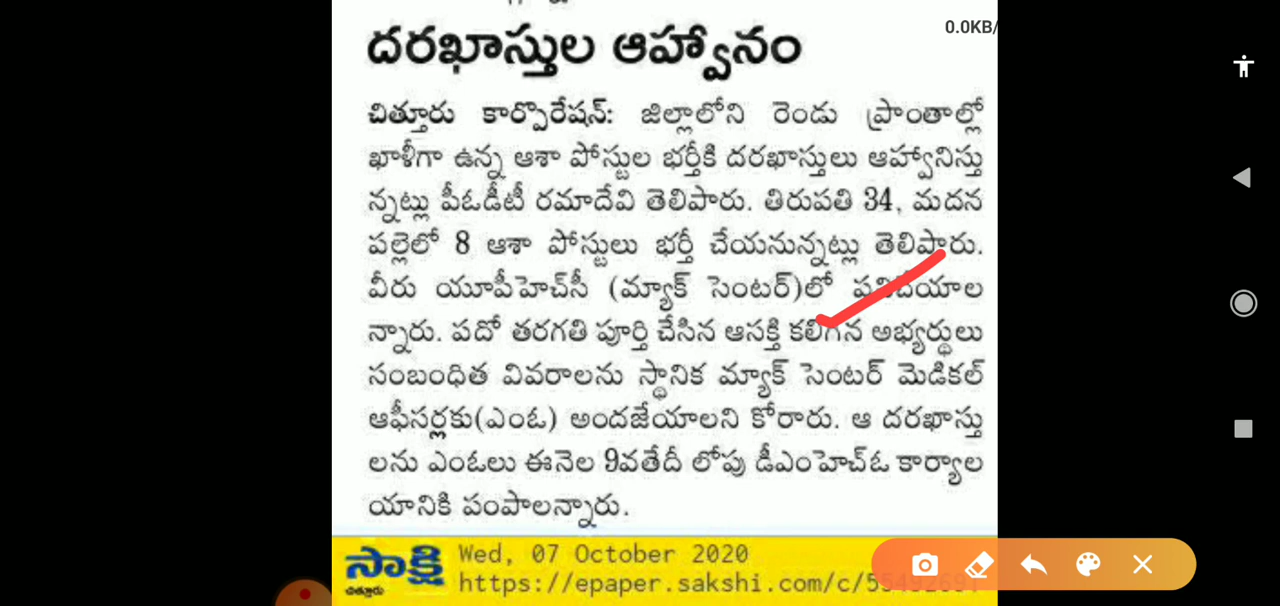 దరఖాస్తుల ఆహ్వానం
0.0KB/
చిత్తూరు కార్పొరేషన్: జిల్లాలోని రెండు ప్రాంతాల్లో
ఖాళీగా ఉన్న ఆశా పోస్టుల భర్తీకి దరఖాస్తులు ఆహ్వానిస్తు
న్నట్లు పీఓడీటీ రమాదేవి తెలిపారు. తిరుపతి 34, మదన
పల్లెలో 8 ఆశా పోస్టులు భర్తీ చేయనున్నట్లు తెలిపారు.
వీరు యూపీహెచ్‌సీ (మ్యాక్ సెంటర్)లో పనిచేయాల
న్నారు. పదో తరగతి పూర్తి చేసిన ఆసక్తి కలిగిన అభ్యర్థులు
సంబంధిత వివరాలను స్థానిక మ్యాక్ సెంటర్ మెడికల్
ఆఫీసర్లకు(ఎంఓ) అందజేయాలని కోరారు. ఆ దరఖాస్తు
లను ఎంఓలు ఈనెల 9వతేదీ లోపు డీఎంహెచ్ఓ కార్యాల
యానికి పంపాలన్నారు.
సాక్షి
చిత్తూరు
Wed, 07 October 2020
https://epaper.sakshi.com/c/55492691